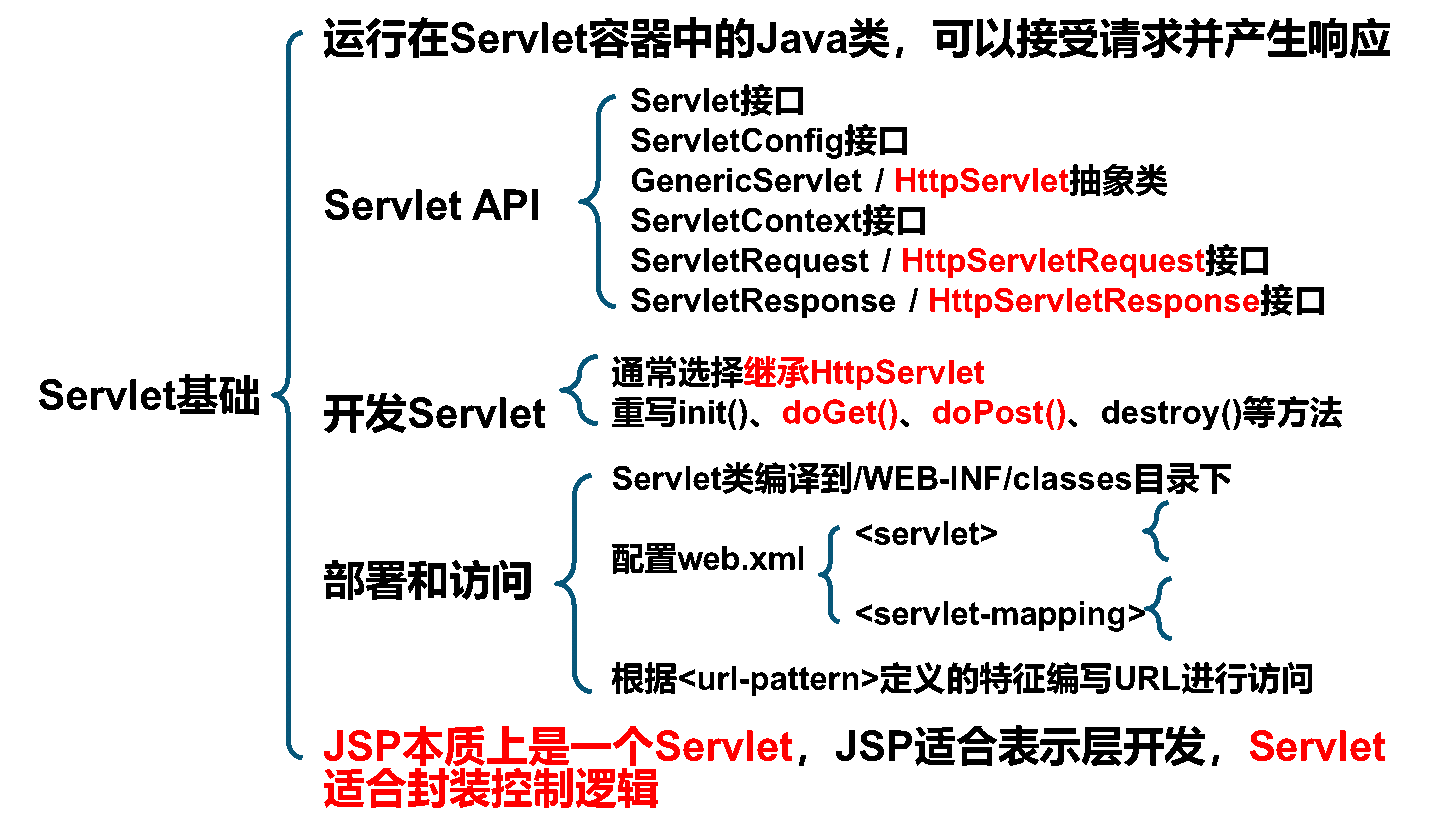 运行在Servlet容器中的Java类，可以接受请求并产生响应
Servlet接口
ServletConfig接口
GenericServlet / HttpServlet抽象类
Servlet API
ServletContext接口
ServletRequest / HttpServletRequest接口
ServletResponse / HttpServletResponse接口
Servlet基础
通常选择继承HttpServlet
开发Servlet
重写init()、doGet()、doPost()、destroy()等方法
Servlet类编译到/WEB-INF/classes目录下
<servlet>
配置web.xml
部署和访问
<servlet-mapping>
根据<url-pattern>定义的特征编写URL进行访问
JSP本质上是一个Servlet，JSP适合表示层开发，Servlet
适合封装控制逻辑